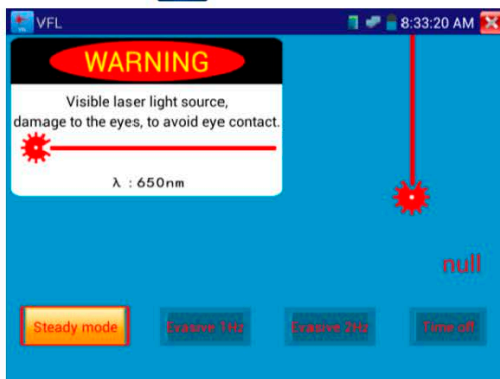 VFL
8:33:20 AM
WARNING
Visible laser light source,
damage to the eyes, to avoid eye contact.
λ : 650nm
null
Steady mode
Evasive 1Hz
Evasive 2Hz
Time off